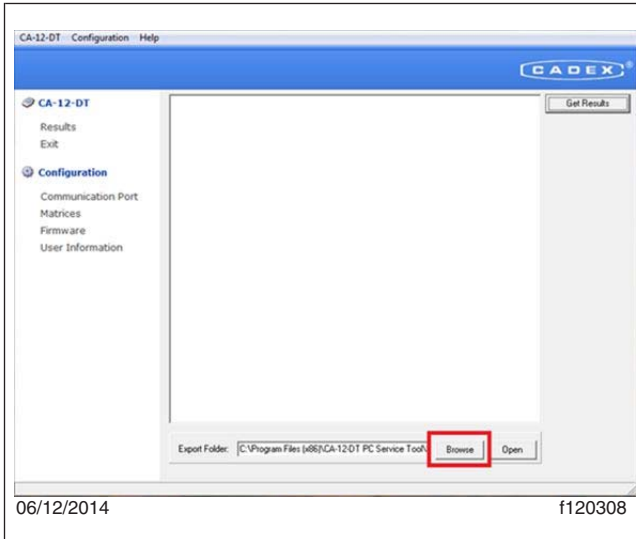 CA-12-DT Configuration Help
CADEX®
CA-12-DT
Results
Exit
Configuration
Communication Port
Matrices
Firmware
User Information
Get Results
Export Folder: C:\Program Files (x86)\CA-12-DT PC Service Tool\ Browse Open
06/12/2014 f120308